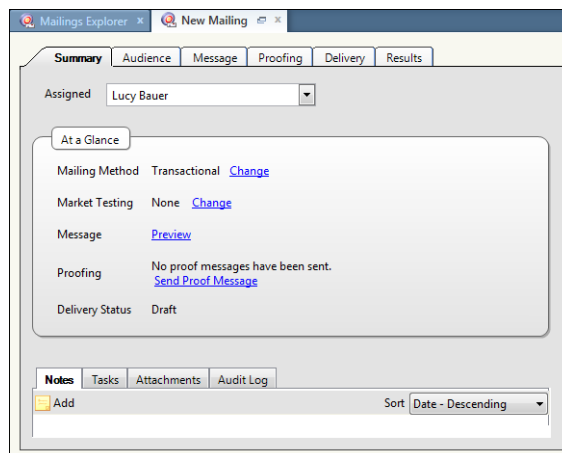 Mailings Explorer × New Mailing ×
Summary Audience Message Proofing Delivery Results
Assigned Lucy Bauer
At a Glance
Mailing Method Transactional Change
Market Testing None Change
Message Preview
No proof messages have been sent.
Proofing
Send Proof Message
Delivery Status Draft
Notes Tasks Attachments Audit Log
Add Sort Date - Descending